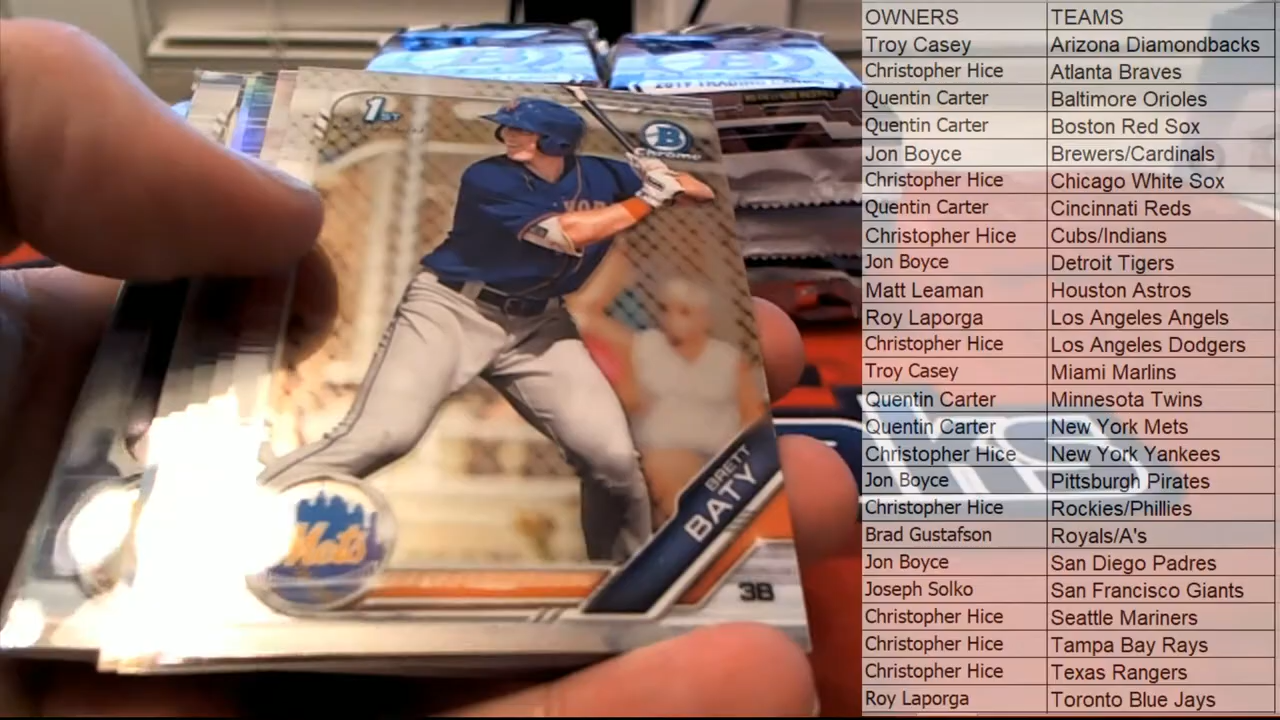 1ST
B
Chrome
Mets
BRETT
BATY
3B
2019 TRADING CARDS
OWNERS TEAMS
Troy Casey Arizona Diamondbacks
Christopher Hice Atlanta Braves
Quentin Carter Baltimore Orioles
Quentin Carter Boston Red Sox
Jon Boyce Brewers/Cardinals
Christopher Hice Chicago White Sox
Quentin Carter Cincinnati Reds
Christopher Hice Cubs/Indians
Jon Boyce Detroit Tigers
Matt Leaman Houston Astros
Roy Laporga Los Angeles Angels
Christopher Hice Los Angeles Dodgers
Troy Casey Miami Marlins
Quentin Carter Minnesota Twins
Quentin Carter New York Mets
Christopher Hice New York Yankees
Jon Boyce Pittsburgh Pirates
Christopher Hice Rockies/Phillies
Brad Gustafson Royals/A's
Jon Boyce San Diego Padres
Joseph Solko San Francisco Giants
Christopher Hice Seattle Mariners
Christopher Hice Tampa Bay Rays
Christopher Hice Texas Rangers
Roy Laporga Toronto Blue Jays